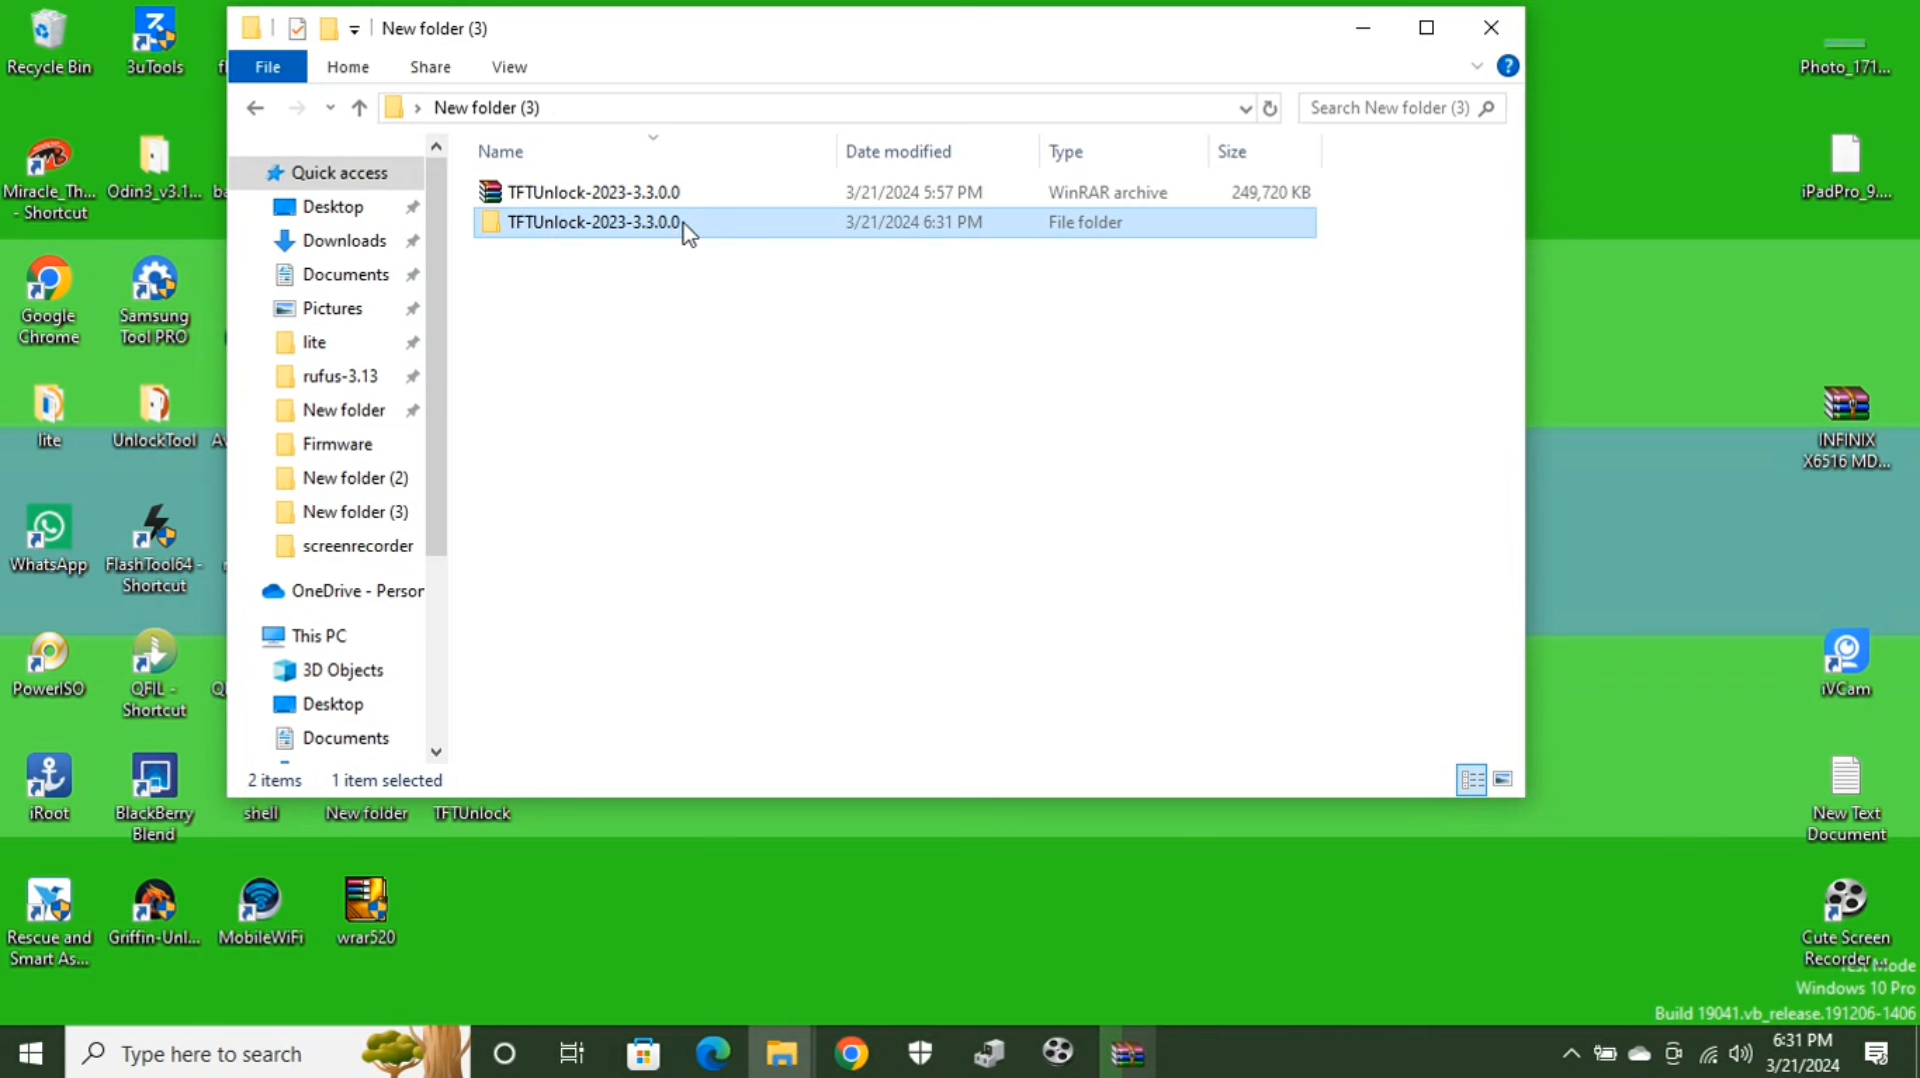 New folder (3)
File
Home
Share
View
New folder (3)
Search New folder (3)
Name
Date modified
Type
Size
TFTUnlock-2023-3.3.0.0
3/21/2024 5:57 PM
WinRAR archive
249,720 KB
TFTUnlock-2023-3.3.0.0
3/21/2024 6:31 PM
File folder
Quick access
Desktop
Downloads
Documents
Pictures
lite
rufus-3.13
New folder
Firmware
New folder (2)
New folder (3)
screenrecorder
OneDrive - Person
This PC
3D Objects
Desktop
Documents
2 items
1 item selected
Recycle Bin
3uTools
Miracle_Th...
- Shortcut
Odin3_v3.1...
Google
Chrome
Samsung
Tool PRO
lite
UnlockTool
WhatsApp
FlashTool64 -
Shortcut
PowerISO
QFIL -
Shortcut
iRoot
BlackBerry
Blend
shell
New folder
TFTUnlock
Rescue and
Smart As...
Griffin-Unl...
MobileWiFi
wrar520
Photo_171...
iPadPro_9....
INFINIX
X6516 MD...
iVCam
New Text
Document
Cute Screen
Recorder ...
Mode
Windows 10 Pro
Build 19041.vb_release.191206-1406
Type here to search
6:31 PM
3/21/2024